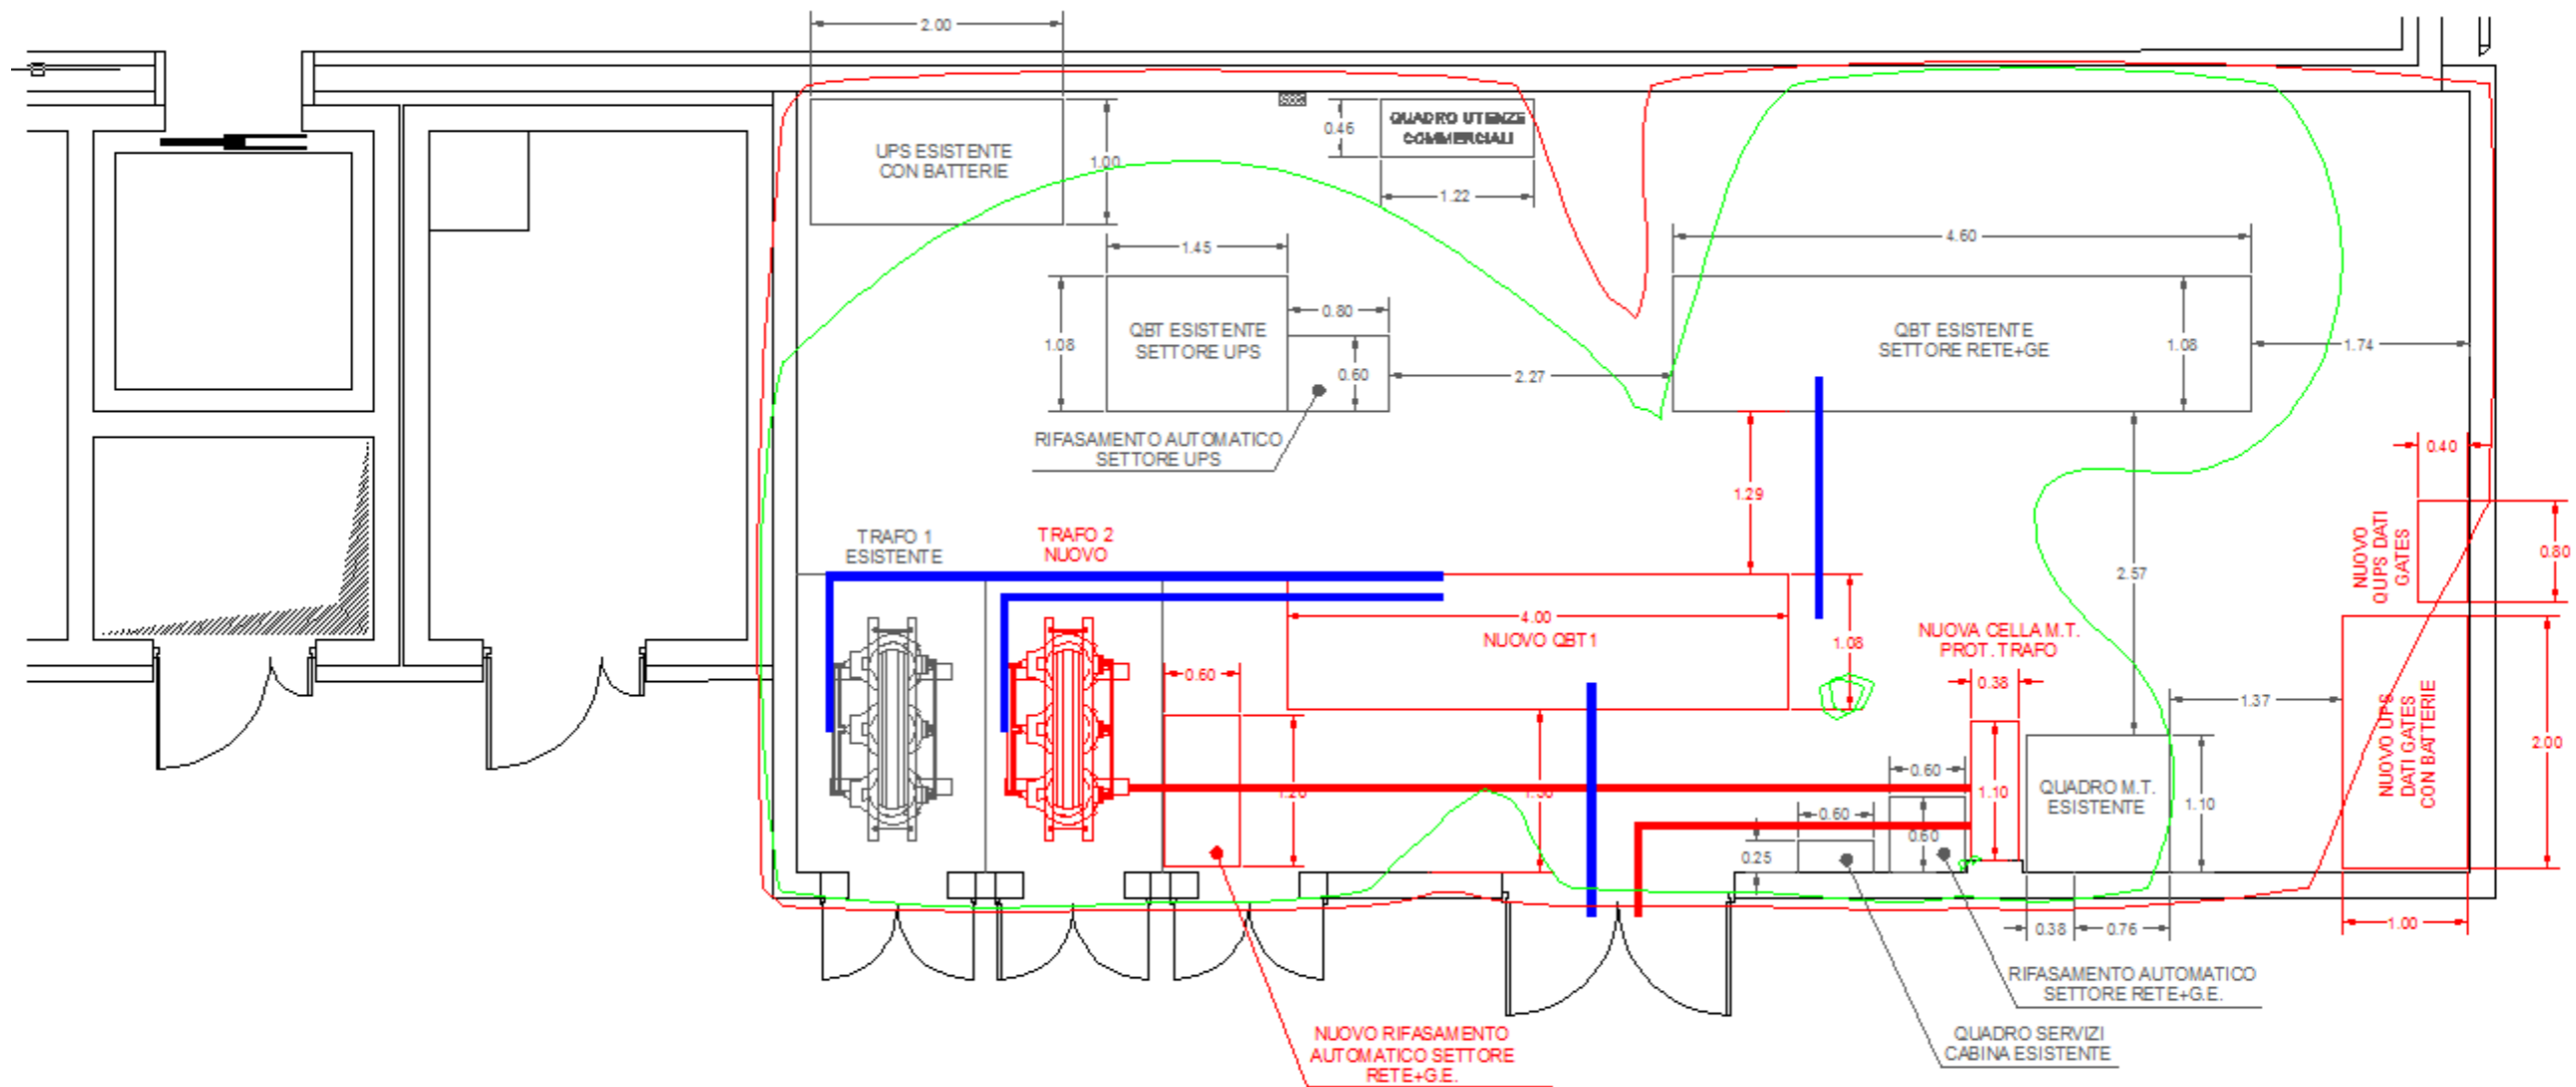 2.00
UPS ESISTENTE
CON BATTERIE
1.00
0.46
QUADRO UTENZE
COMMERCIALI
1.22
1.45
4.60
1.08
QBT ESISTENTE
SETTORE UPS
0.80
0.60
2.27
QBT ESISTENTE
SETTORE RETE+GE
1.08
1.74
RIFASAMENTO AUTOMATICO
SETTORE UPS
0.40
1.29
TRAFO 1
ESISTENTE
TRAFO 2
NUOVO
2.57
NUOVO
QUPS DATI
GATES
0.80
4.00
NUOVO QBT1
1.08
NUOVA CELLA M.T.
PROT. TRAFO
0.60
0.38
1.37
NUOVO UPS
DATI GATES
CON BATTERIE
2.00
0.60
1.10
QUADRO M.T.
ESISTENTE
1.10
0.60
0.60
0.25
0.38
0.76
1.00
RIFASAMENTO AUTOMATICO
SETTORE RETE+G.E.
NUOVO RIFASAMENTO
AUTOMATICO SETTORE
RETE+G.E.
QUADRO SERVIZI
CABINA ESISTENTE